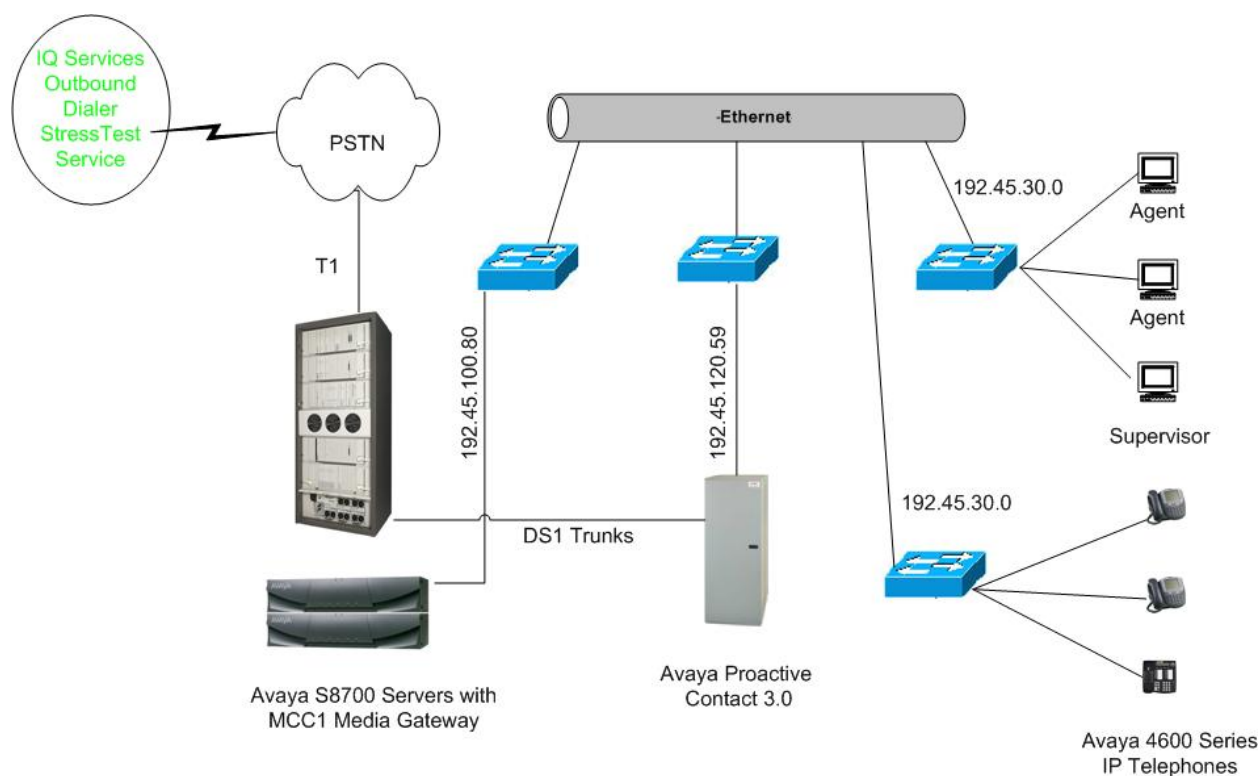 IQ Services
Outbound
Dialer
StressTest
Service
PSTN
-Ethernet
T1
192.45.100.80
192.45.120.59
192.45.30.0
Agent
Agent
Supervisor
192.45.30.0
DS1 Trunks
AVAYA
Avaya S8700 Servers with
MCC1 Media Gateway
Avaya Proactive
Contact 3.0
Avaya 4600 Series
IP Telephones